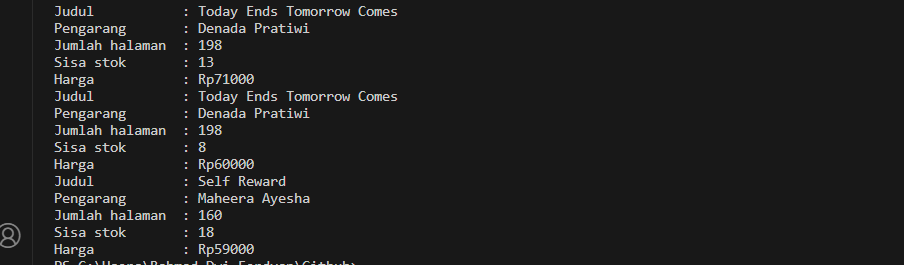 Judul : Today Ends Tomorrow Comes
Pengarang : Denada Pratiwi
Jumlah halaman : 198
Sisa stok : 13
Harga : Rp71000
Judul : Today Ends Tomorrow Comes
Pengarang : Denada Pratiwi
Jumlah halaman : 198
Sisa stok : 8
Harga : Rp60000
Judul : Self Reward
Pengarang : Maheera Ayesha
Jumlah halaman : 160
Sisa stok : 18
Harga : Rp59000